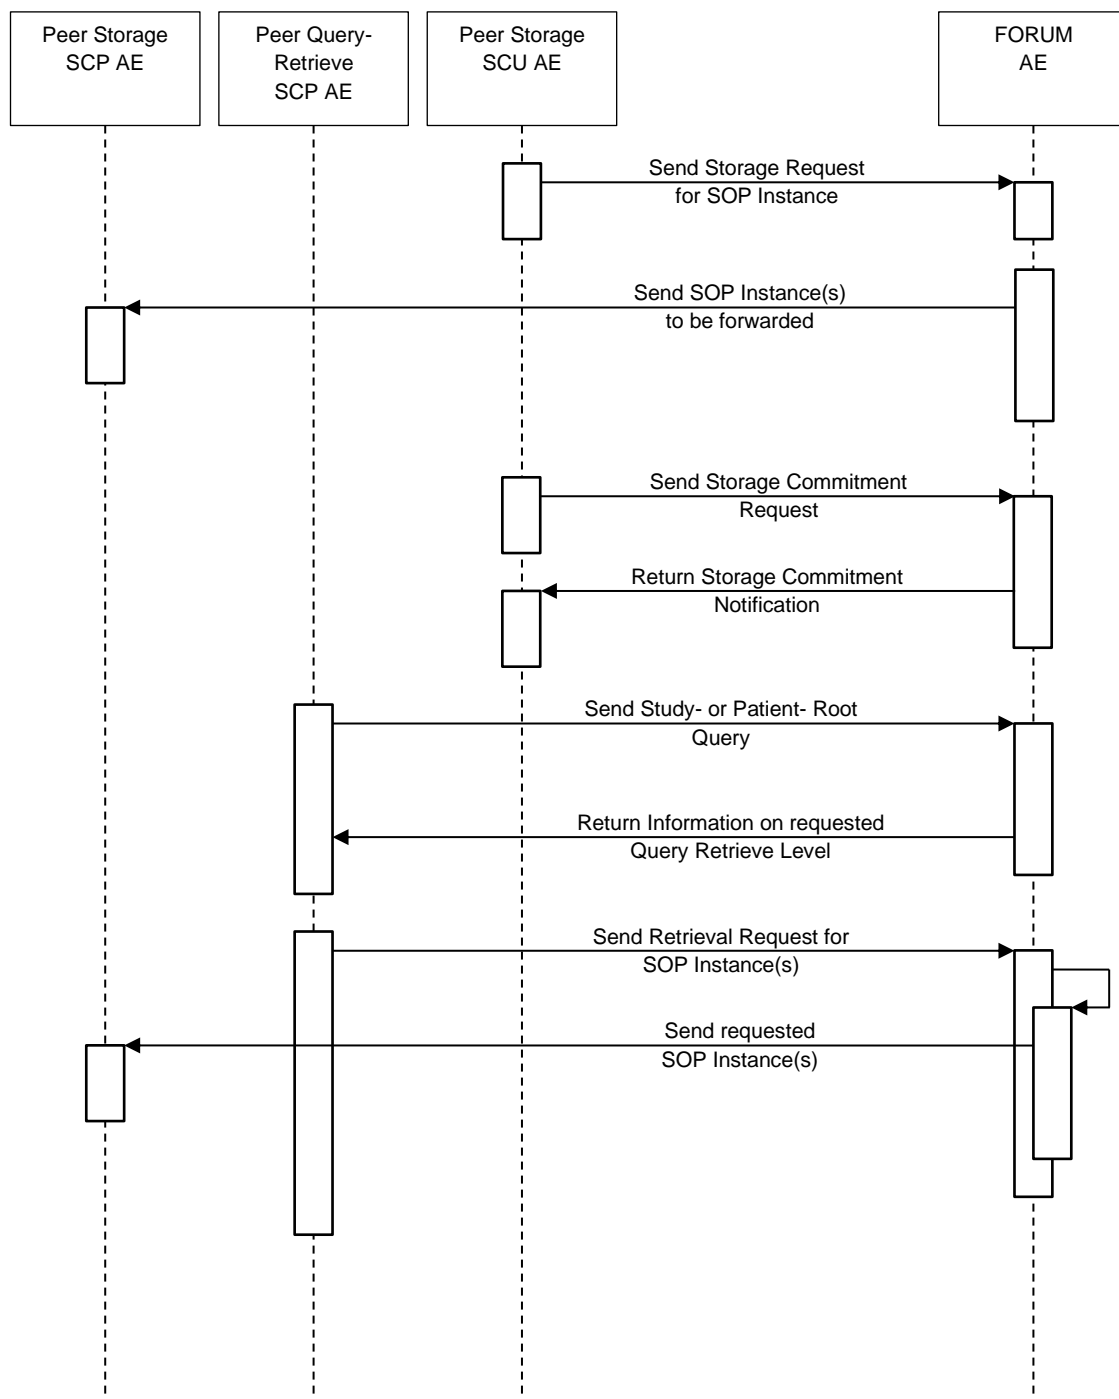 Peer Storage
SCP AE
Peer Query-
Retrieve
SCP AE
Peer Storage
SCU AE
FORUM
AE
Send Storage Request
for SOP Instance
Send SOP Instance(s)
to be forwarded
Send Storage Commitment
Request
Return Storage Commitment
Notification
Send Study- or Patient- Root
Query
Return Information on requested
Query Retrieve Level
Send Retrieval Request for
SOP Instance(s)
Send requested
SOP Instance(s)